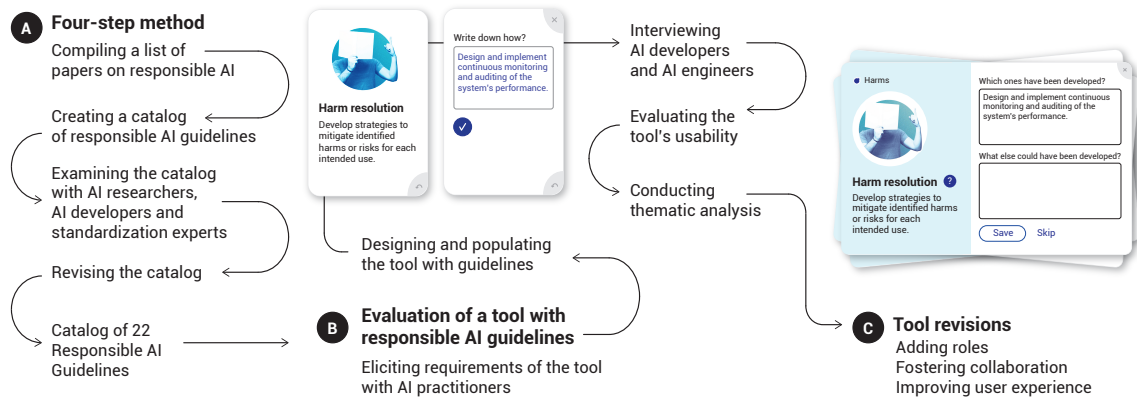 A
Four-step method
Compiling a list of
papers on responsible AI
Creating a catalog
of responsible AI guidelines
Examining the catalog
with AI researchers,
AI developers and
standardization experts
Revising the catalog
Catalog of 22
Responsible AI
Guidelines
Harm resolution
Develop strategies to
mitigate identified
harms or risks for each
intended use.
Write down how?
Design and implement
continuous monitoring
and auditing of the
system's performance.
Designing and populating
the tool with guidelines
B
Evaluation of a tool with
responsible AI guidelines
Eliciting requirements of the tool
with AI practitioners
Interviewing
AI developers
and AI engineers
Evaluating the
tool's usability
Conducting
thematic analysis
Harms
Harm resolution ?
Develop strategies to
mitigate identified harms
or risks for each
intended use.
Which ones have been developed?
Design and implement continuous
monitoring and auditing of the
system's performance.
What else could have been developed?
Save Skip
C
Tool revisions
Adding roles
Fostering collaboration
Improving user experience